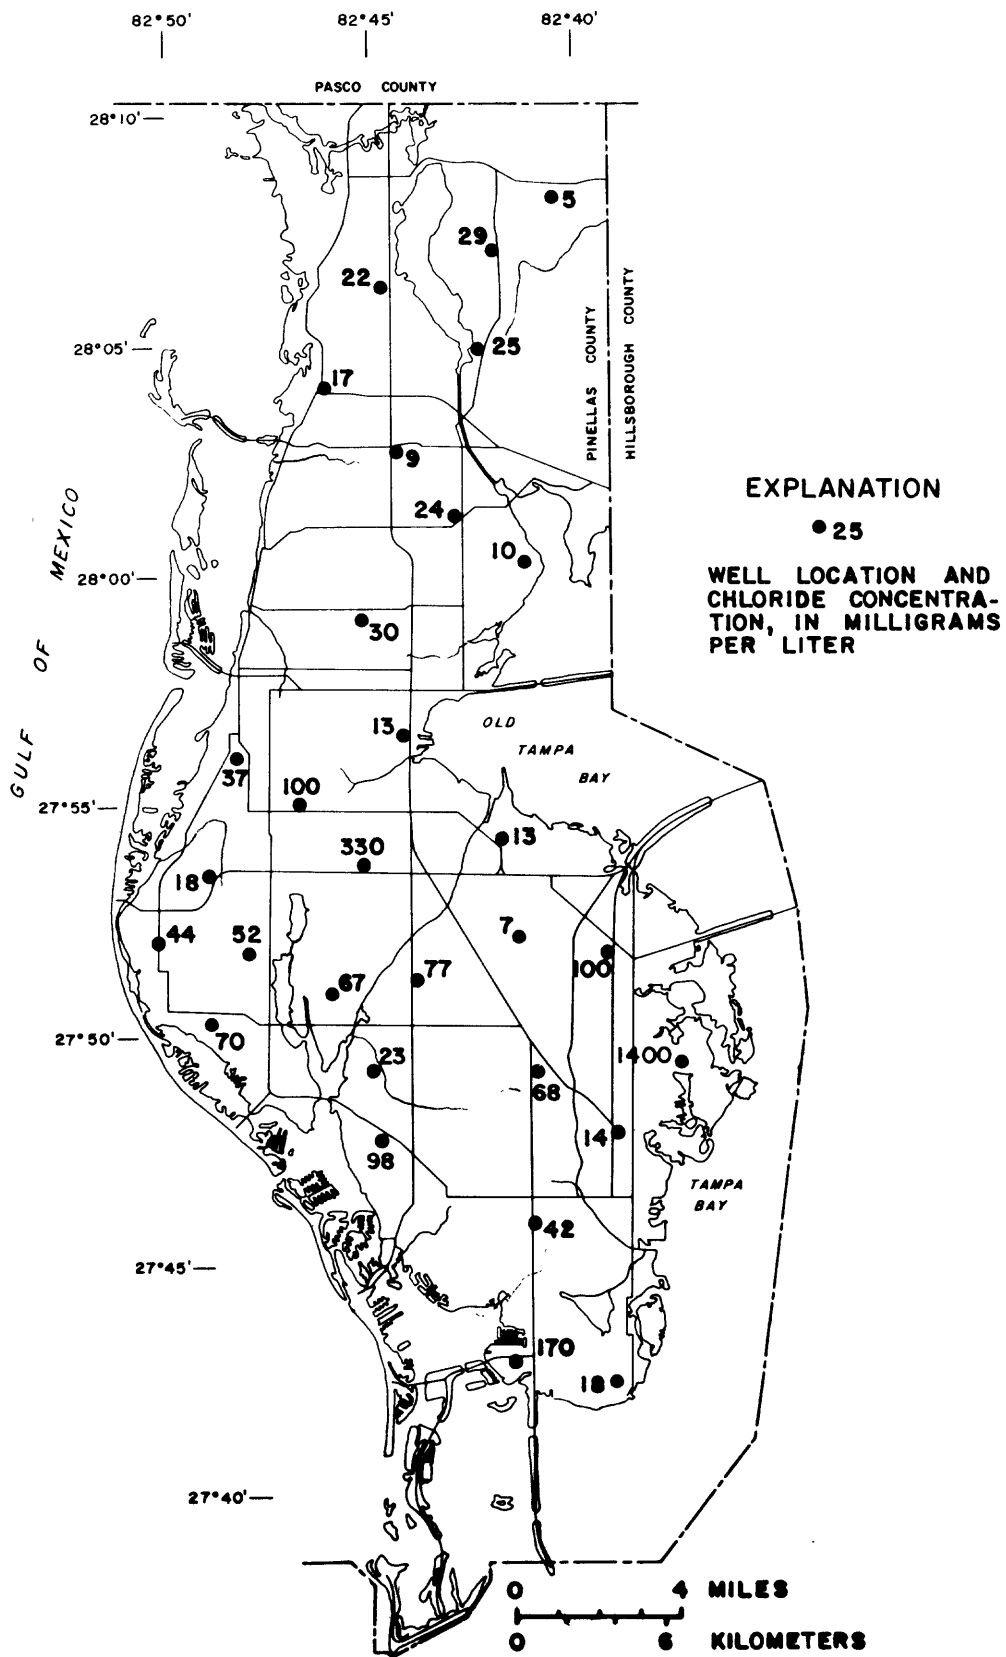 82°50' 82°45' 82°40'
PASCO COUNTY
28°10'
5
29
22
PINELLAS COUNTY
HILLSBOROUGH COUNTY
28°05'
25
17
9
EXPLANATION
25
WELL LOCATION AND
CHLORIDE CONCENTRA-
TION, IN MILLIGRAMS
PER LITER
24
10
GULF OF MEXICO
28°00'
30
13
OLD
TAMPA
BAY
37
100
27°55'
13
330
18
44
52
7
77
100
67
70
27°50'
23
1400
68
14
98
TAMPA
BAY
42
27°45'
170
18
27°40'
0 4 MILES
0 6 KILOMETERS